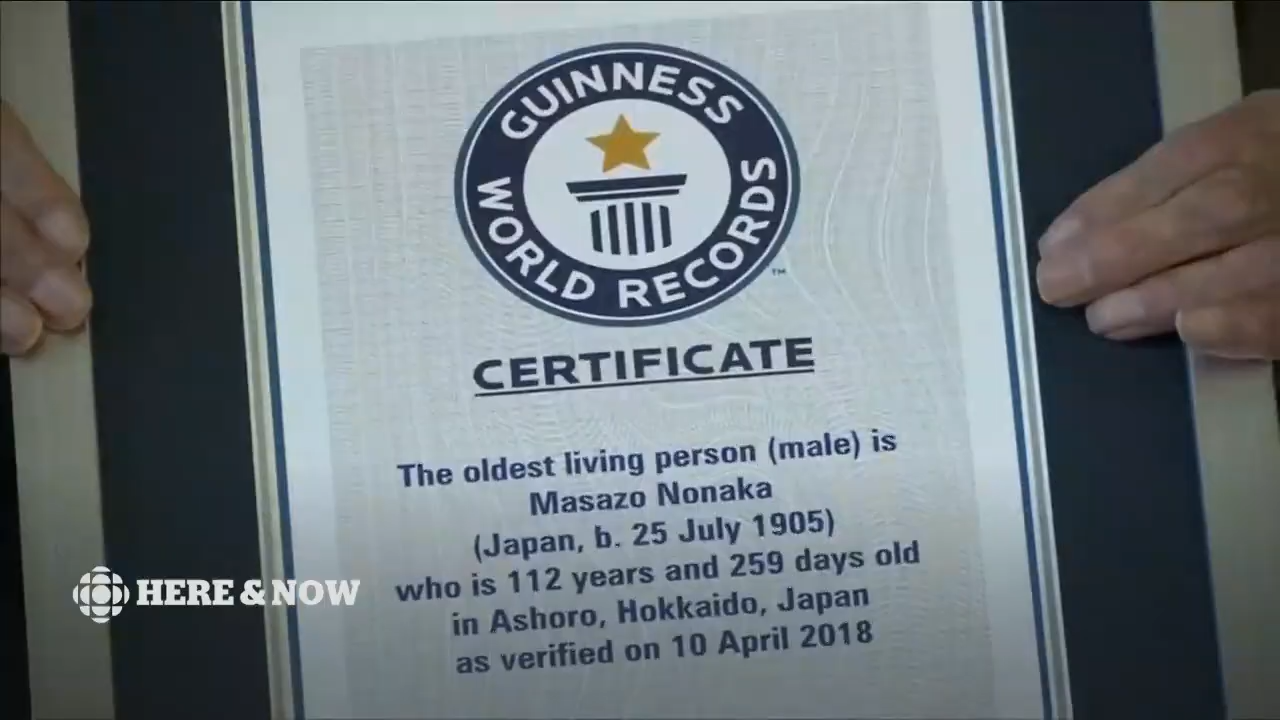 GUINNESS
WORLD RECORDS
™
CERTIFICATE
The oldest living person (male) is
Masazo Nonaka
(Japan, b. 25 July 1905)
who is 112 years and 259 days old
in Ashoro, Hokkaido, Japan
as verified on 10 April 2018
HERE & NOW